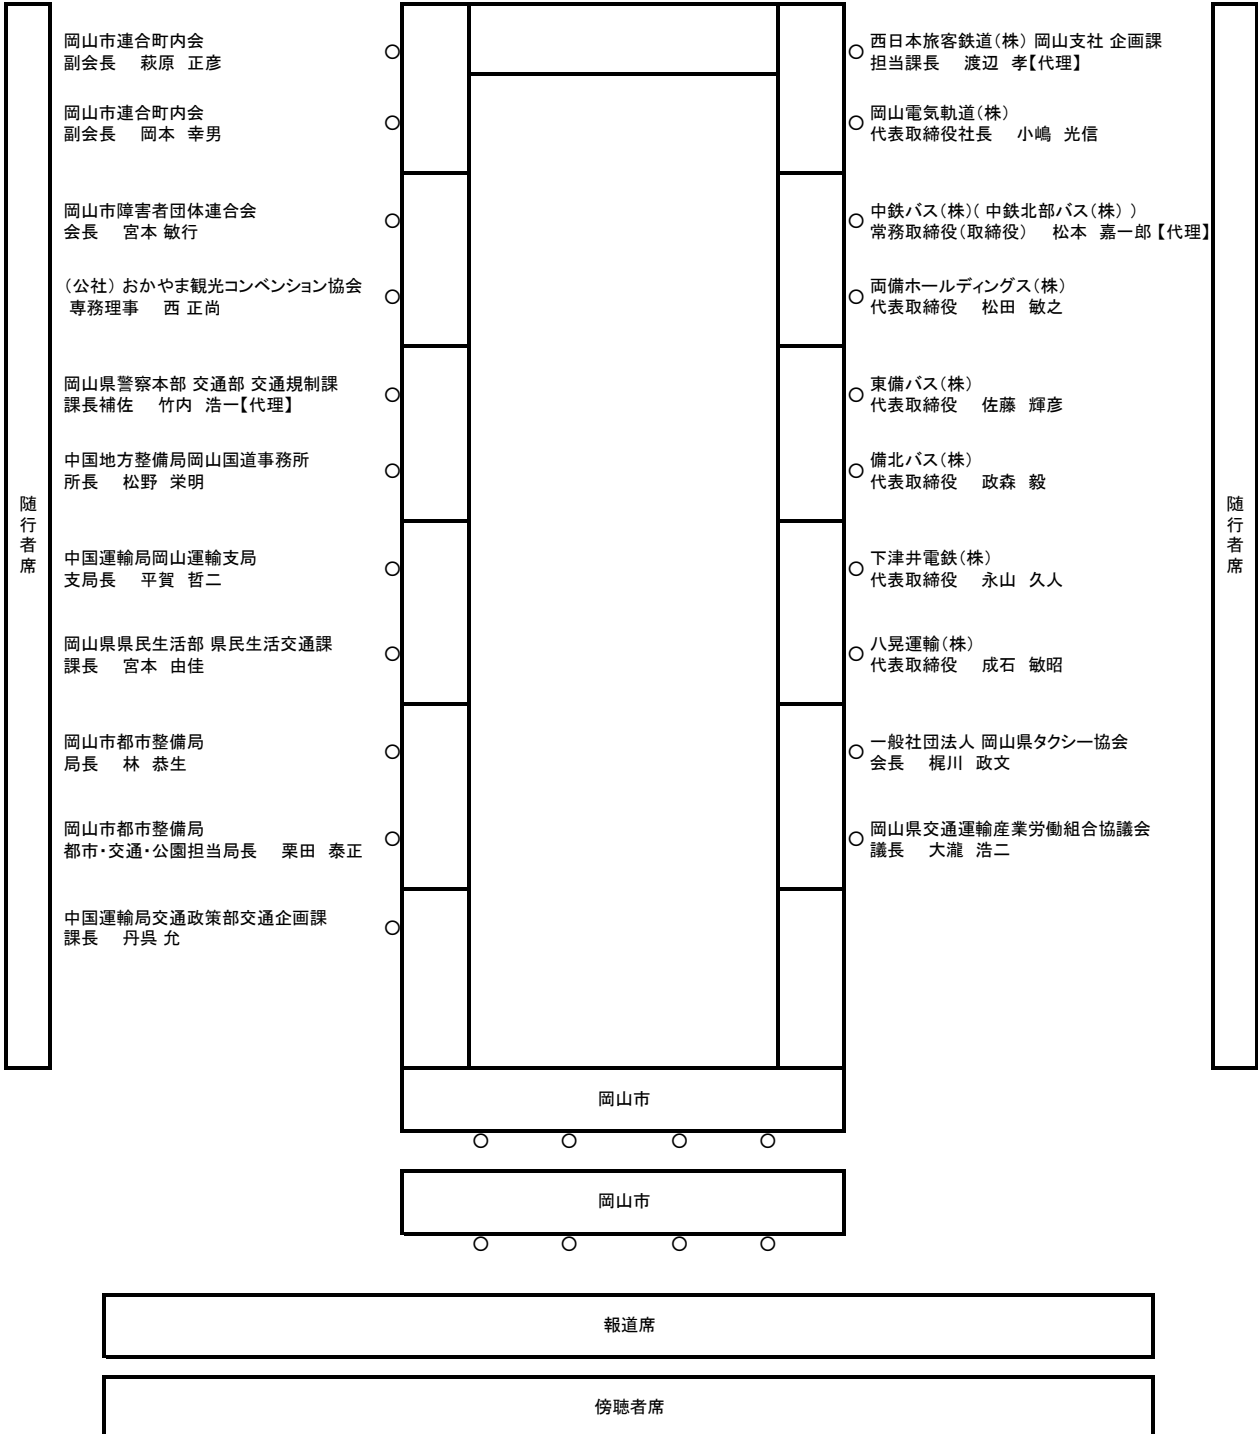 岡山市連合町内会
副会長　萩原 正彦
岡山市連合町内会
副会長　岡本 幸男
岡山市障害者団体連合会
会長　宮本 敏行
（公社）おかやま観光コンベンション協会
専務理事　西 正尚
岡山県警察本部 交通部 交通規制課
課長補佐　竹内 浩一【代理】
中国地方整備局岡山国道事務所
所長　松野 栄明
中国運輸局岡山運輸支局
支局長　平賀 哲二
岡山県県民生活部 県民生活交通課
課長　宮本 由佳
岡山市都市整備局
局長　林 恭生
岡山市都市整備局
都市・交通・公園担当局長　栗田 泰正
中国運輸局交通政策部交通企画課
課長　丹呉 允
西日本旅客鉄道（株） 岡山支社 企画課
担当課長　渡辺 孝【代理】
岡山電気軌道（株）
代表取締役社長　小嶋 光信
中鉄バス（株）（ 中鉄北部バス（株） ）
常務取締役（取締役）　松本 嘉一郎【代理】
両備ホールディングス（株）
代表取締役　松田 敏之
東備バス（株）
代表取締役　佐藤 輝彦
備北バス（株）
代表取締役　政森 毅
下津井電鉄（株）
代表取締役　永山 久人
八晃運輸（株）
代表取締役　成石 敏昭
一般社団法人 岡山県タクシー協会
会長　梶川 政文
岡山県交通運輸産業労働組合協議会
議長　大瀧 浩二
随行者席
随行者席
岡山市
岡山市
報道席
傍聴者席